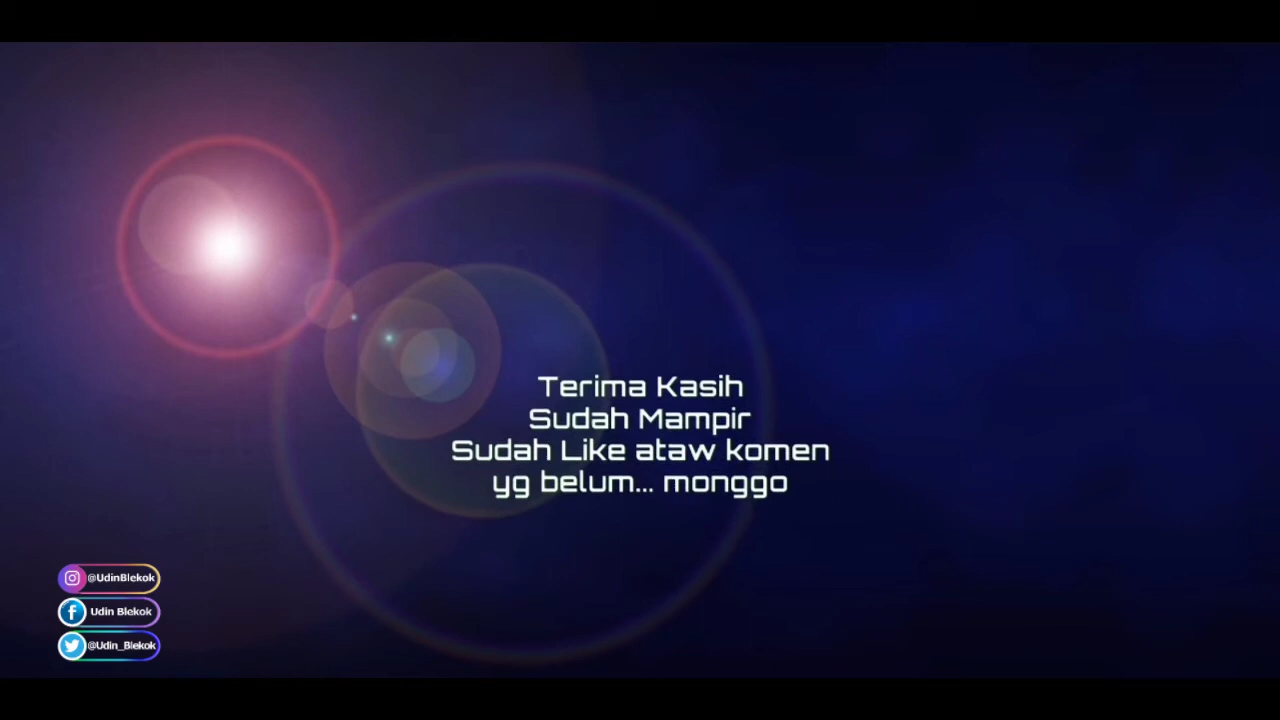 Terima Kasih
Sudah Mampir
Sudah Like ataw komen
yg belum... monggo
@UdinBlekok
Udin Blekok
@Udin_Blekok